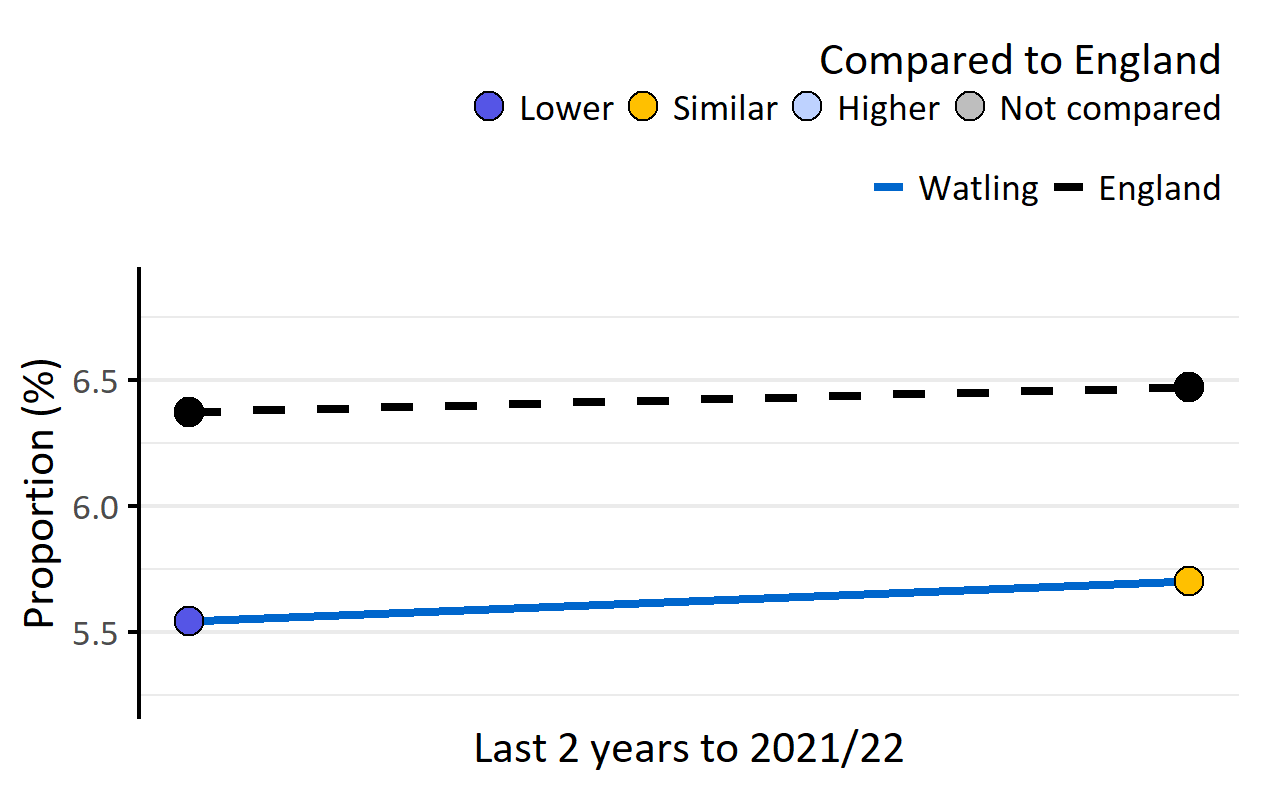 Compared to England
Lower Similar Higher Not compared
Watling England
Proportion (%)
6.5
6.0
5.5
Last 2 years to 2021/22